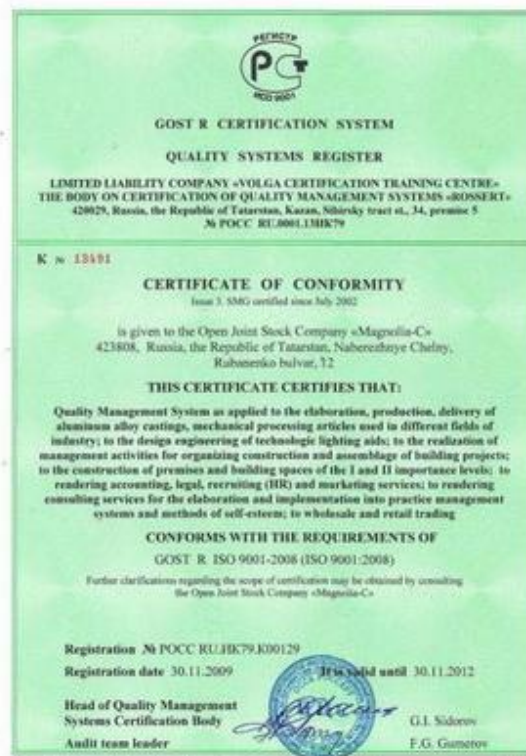 РЕГИСТР
РСТ
ИСО 9001
GOST R CERTIFICATION SYSTEM
QUALITY SYSTEMS REGISTER
LIMITED LIABILITY COMPANY «VOLGA CERTIFICATION TRAINING CENTRE»
THE BODY ON CERTIFICATION OF QUALITY MANAGEMENT SYSTEMS «ROSSERT»
420029, Russia, the Republic of Tatarstan, Kazan, Sibirsky tract st., 34, premise 5
№ РОСС RU.0001.13ИК79
К № 13491
CERTIFICATE OF CONFORMITY
Issue 3. SMG certified since July 2002
is given to the Open Joint Stock Company «Magnolia-C»
423808, Russia, the Republic of Tatarstan, Naberezhnye Chelny,
Rubanenko bulvar, 12
THIS CERTIFICATE CERTIFIES THAT:
Quality Management System as applied to the elaboration, production, delivery of
aluminum alloy castings, mechanical processing articles used in different fields of
industry; to the design engineering of technologic lighting aids; to the realization of
management activities for organizing construction and assemblage of building projects;
to the construction of premises and building spaces of the I and II importance levels; to
rendering accounting, legal, recruiting (HR) and marketing services; to rendering
consulting services for the elaboration and implementation into practice management
systems and methods of self-esteem; to wholesale and retail trading
CONFORMS WITH THE REQUIREMENTS OF
GOST R ISO 9001-2008 (ISO 9001:2008)
Further clarifications regarding the scope of certification may be obtained by consulting
the Open Joint Stock Company «Magnolia-C»
Registration № РОСС RU.ИК79.К00129
Registration date 30.11.2009 It is valid until 30.11.2012
Head of Quality Management
Systems Certification Body G.I. Sidorov
Audit team leader F.G. Gumerov